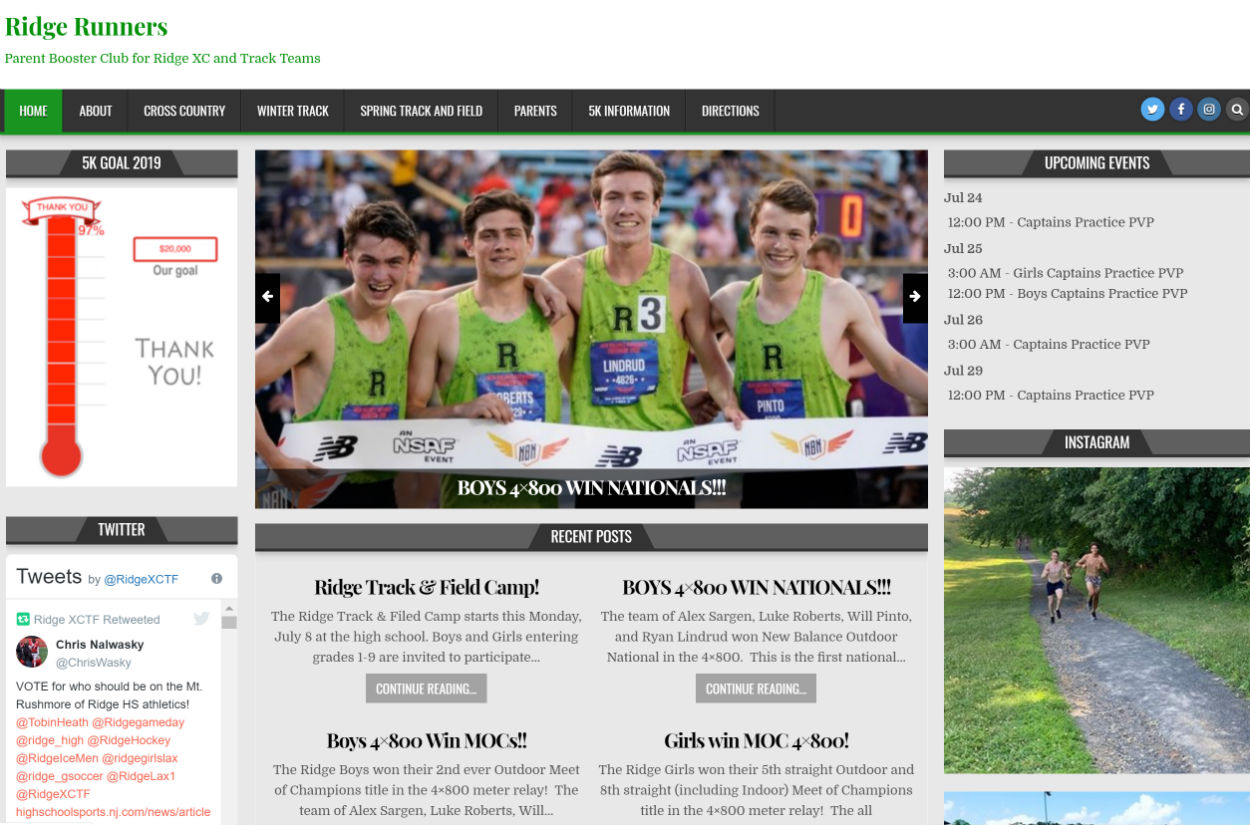 Ridge Runners
Parent Booster Club for Ridge XC and Track Teams
HOME
ABOUT
CROSS COUNTRY
WINTER TRACK
SPRING TRACK AND FIELD
PARENTS
5K INFORMATION
DIRECTIONS
5K GOAL 2019
THANK YOU
97%
$20,000
Our goal
THANK
YOU!
TWITTER
Tweets by @RidgeXCTF
Ridge XCTF Retweeted
Chris Nalwasky
@ChrisWasky
VOTE for who should be on the Mt.
Rushmore of Ridge HS athletics!
@TobinHeath @Ridgegameday
@ridge_high @RidgeHockey
@RidgeIceMen @ridgegirlslax
@ridge_gsoccer @RidgeLax1
@RidgeXCTF
highschoolsports.nj.com/news/article
0
R
R
R 3
R
LINDRUD
4826
PINTO
AN
NSAF
EVENT
NBN
NB
AN
NSAF
EVENT
NBN
BOYS 4×800 WIN NATIONALS!!!
RECENT POSTS
Ridge Track & Field Camp!
The Ridge Track & Filed Camp starts this Monday,
July 8 at the high school. Boys and Girls entering
grades 1-9 are invited to participate...
CONTINUE READING...
BOYS 4×800 WIN NATIONALS!!!
The team of Alex Sargen, Luke Roberts, Will Pinto,
and Ryan Lindrud won New Balance Outdoor
National in the 4×800.  This is the first national...
CONTINUE READING...
Boys 4×800 Win MOCs!!
The Ridge Boys won their 2nd ever Outdoor Meet
of Champions title in the 4×800 meter relay!  The
team of Alex Sargen, Luke Roberts, Will...
Girls win MOC 4×800!
The Ridge Girls won their 5th straight Outdoor and
8th straight (including Indoor) Meet of Champions
title in the 4×800 meter relay!  The all
UPCOMING EVENTS
Jul 24
12:00 PM - Captains Practice PVP
Jul 25
3:00 AM - Girls Captains Practice PVP
12:00 PM - Boys Captains Practice PVP
Jul 26
3:00 AM - Captains Practice PVP
Jul 29
12:00 PM - Captains Practice PVP
INSTAGRAM